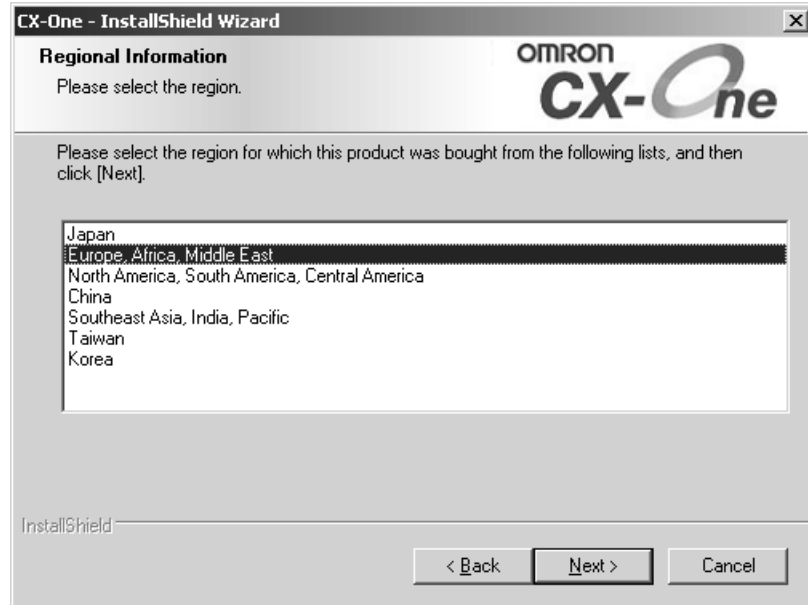 CX-One - InstallShield Wizard
Regional Information
Please select the region.
OMRON
CX-One
Please select the region for which this product was bought from the following lists, and then
click [Next].
Japan
Europe, Africa, Middle East
North America, South America, Central America
China
Southeast Asia, India, Pacific
Taiwan
Korea
InstallShield
< Back
Next >
Cancel